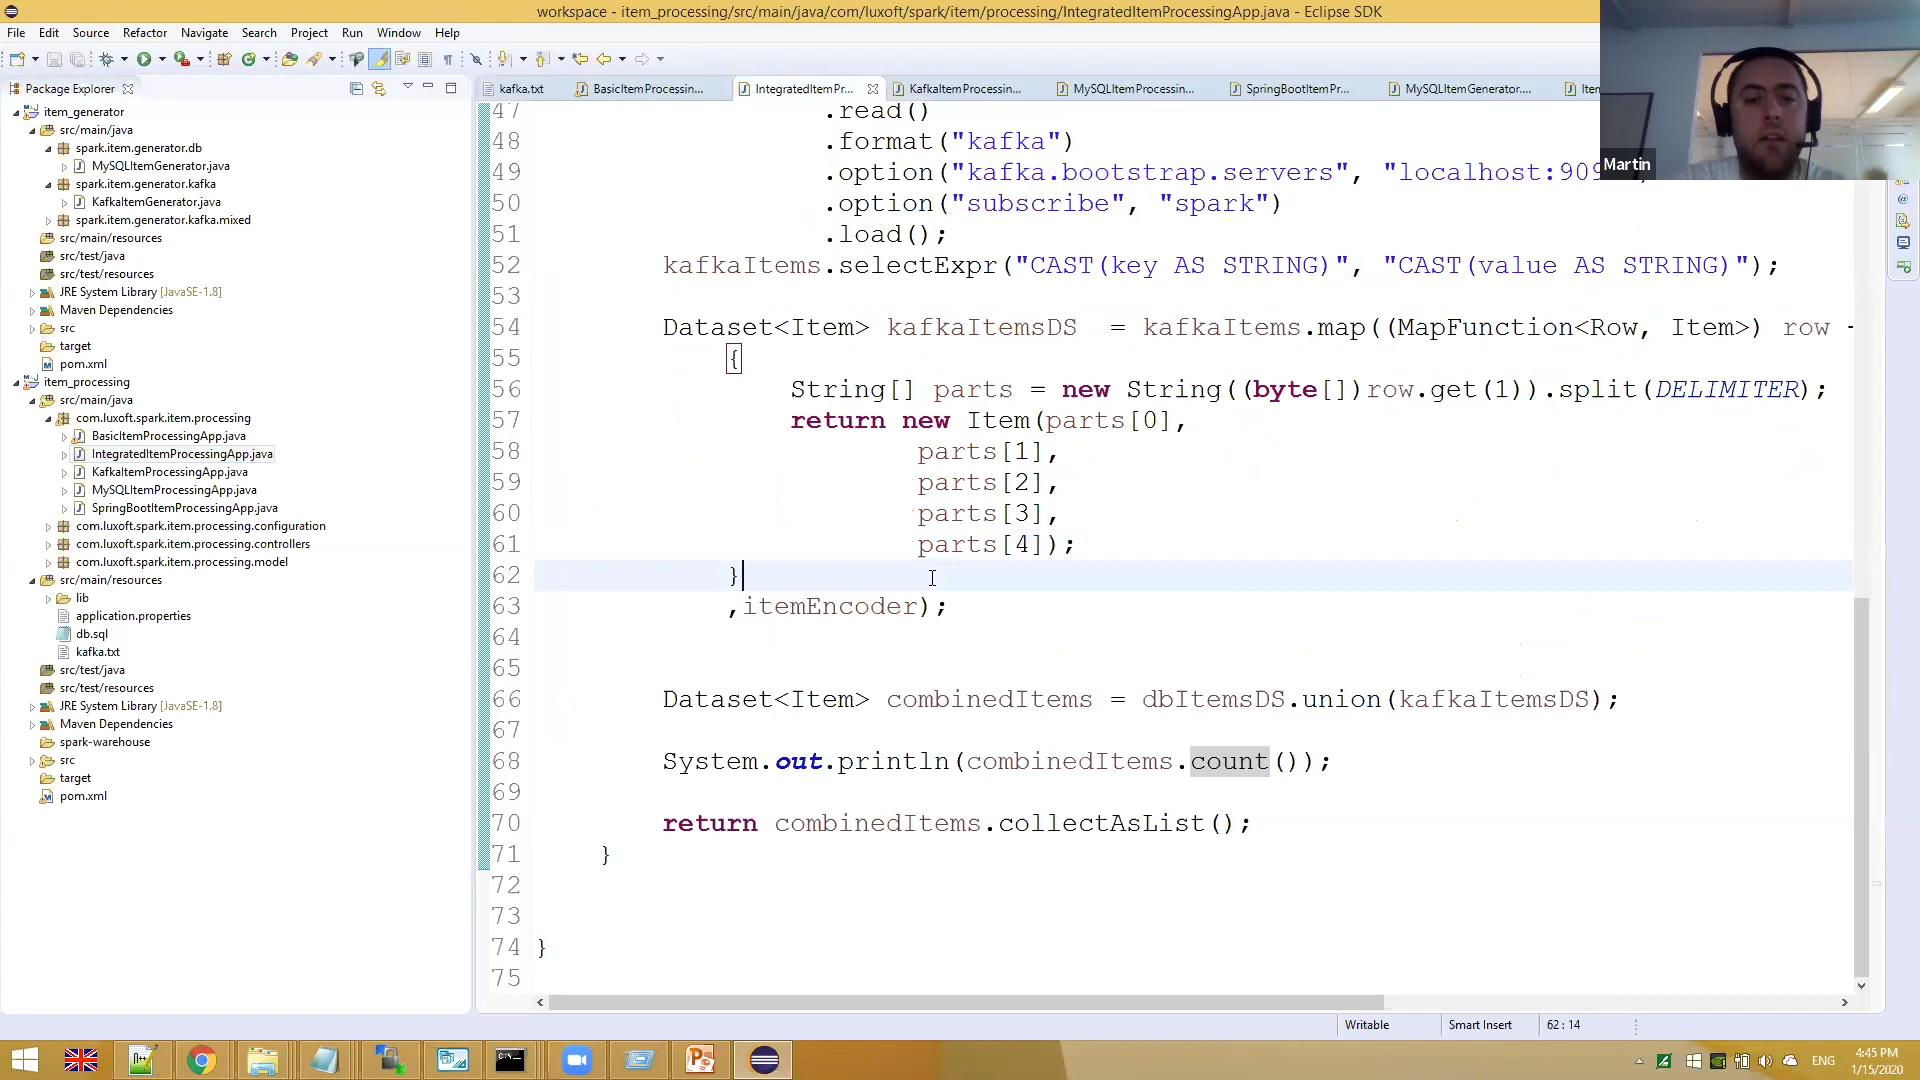 workspace - item_processing/src/main/java/com/luxoft/spark/item/processing/IntegratedItemProcessingApp.java - Eclipse SDK
File Edit Source Refactor Navigate Search Project Run Window Help
Package Explorer
kafka.txt BasicItemProcessin... IntegratedItemPr... KafkaItemProcessin... MySQLItemProcessin... SpringBootItemPr... MySQLItemGenerator....
Martin
item_generator
src/main/java
spark.item.generator.db
MySQLItemGenerator.java
spark.item.generator.kafka
KafkaItemGenerator.java
spark.item.generator.kafka.mixed
src/main/resources
src/test/java
src/test/resources
JRE System Library [JavaSE-1.8]
Maven Dependencies
src
target
pom.xml
item_processing
src/main/java
com.luxoft.spark.item.processing
BasicItemProcessingApp.java
IntegratedItemProcessingApp.java
KafkaItemProcessingApp.java
MySQLItemProcessingApp.java
SpringBootItemProcessingApp.java
com.luxoft.spark.item.processing.configuration
com.luxoft.spark.item.processing.controllers
com.luxoft.spark.item.processing.model
src/main/resources
lib
application.properties
db.sql
kafka.txt
src/test/java
src/test/resources
JRE System Library [JavaSE-1.8]
Maven Dependencies
spark-warehouse
src
target
pom.xml
47 .read()
48 .format("kafka")
49 .option("kafka.bootstrap.servers", "localhost:909
50 .option("subscribe", "spark")
51 .load();
52 kafkaItems.selectExpr("CAST(key AS STRING)", "CAST(value AS STRING)");
53
54 Dataset<Item> kafkaItemsDS = kafkaItems.map((MapFunction<Row, Item>) row -
55 {
56 String[] parts = new String((byte[])row.get(1)).split(DELIMITER);
57 return new Item(parts[0],
58 parts[1],
59 parts[2],
60 parts[3],
61 parts[4]);
62 }
63 ,itemEncoder);
64
65
66 Dataset<Item> combinedItems = dbItemsDS.union(kafkaItemsDS);
67
68 System.out.println(combinedItems.count());
69
70 return combinedItems.collectAsList();
71 }
72
73
74 }
75
Writable Smart Insert 62 : 14
ENG
4:45 PM
1/15/2020